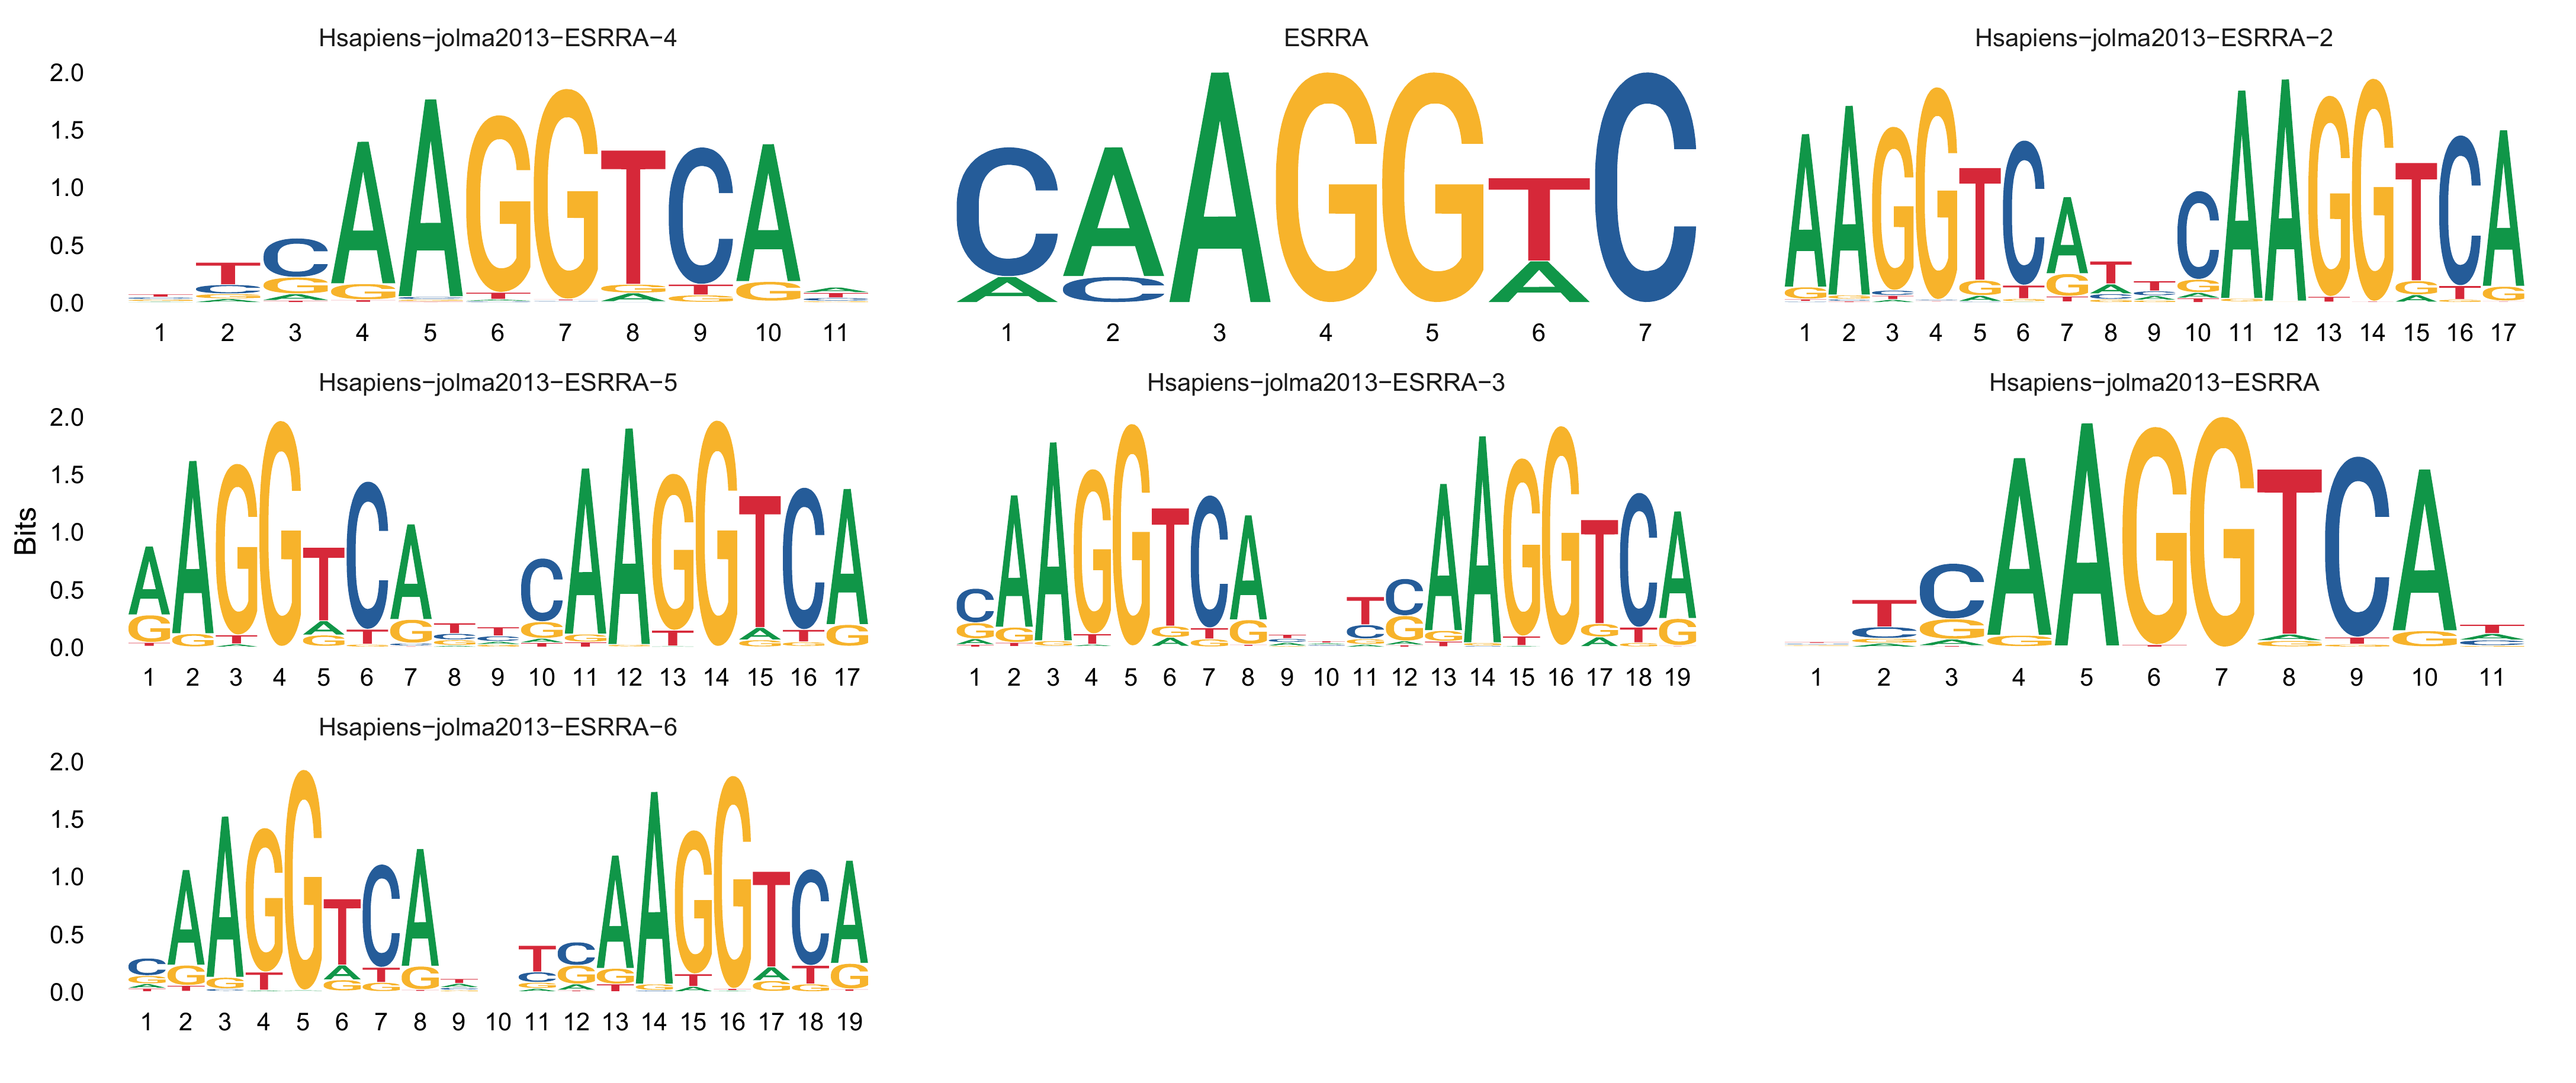 Hsapiens−jolma2013−ESRRA−4
ESRRA
Hsapiens−jolma2013−ESRRA−2
2.0
1.5
1.0
0.5
0.0
1 2 3 4 5 6 7 8 9 10 11
1 2 3 4 5 6 7
1 2 3 4 5 6 7 8 9 10 11 12 13 14 15 16 17
Hsapiens−jolma2013−ESRRA−5
Hsapiens−jolma2013−ESRRA−3
Hsapiens−jolma2013−ESRRA
Bits
2.0
1.5
1.0
0.5
0.0
1 2 3 4 5 6 7 8 9 10 11 12 13 14 15 16 17
1 2 3 4 5 6 7 8 9 10 11 12 13 14 15 16 17 18 19
1 2 3 4 5 6 7 8 9 10 11
Hsapiens−jolma2013−ESRRA−6
2.0
1.5
1.0
0.5
0.0
1 2 3 4 5 6 7 8 9 10 11 12 13 14 15 16 17 18 19